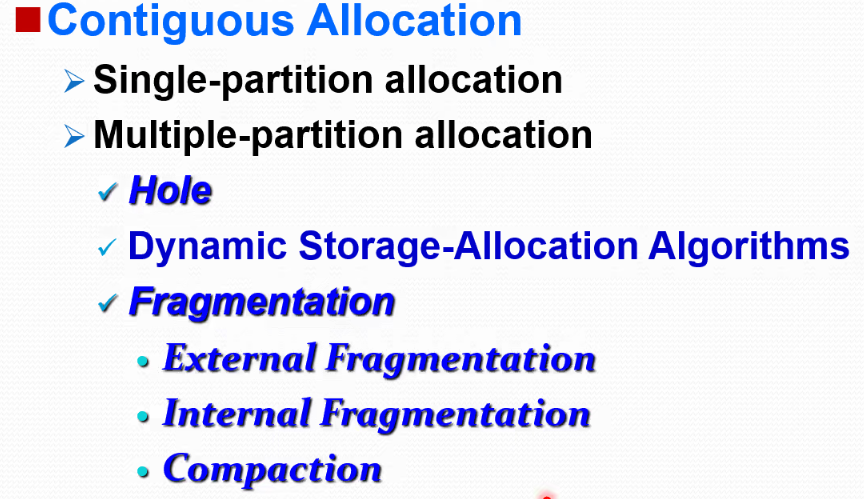 Contiguous Allocation
Single-partition allocation
Multiple-partition allocation
Hole
Dynamic Storage-Allocation Algorithms
Fragmentation
External Fragmentation
Internal Fragmentation
Compaction